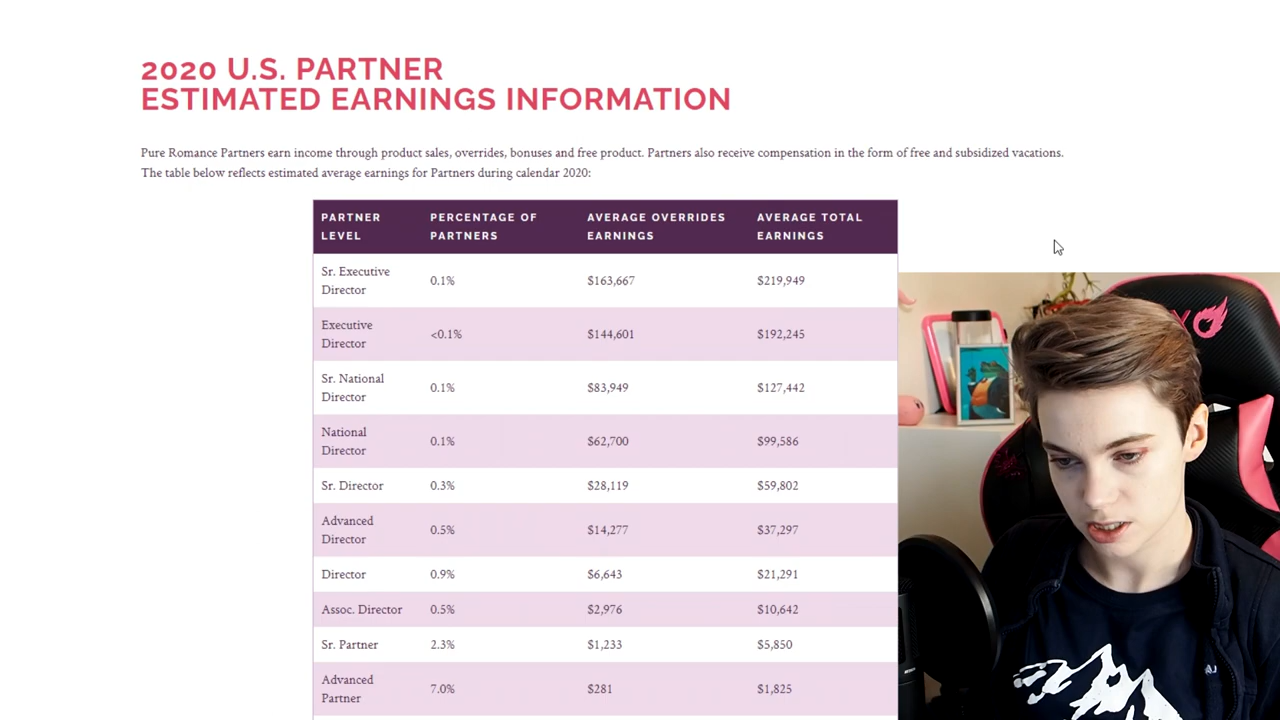 2020 U.S. PARTNER
ESTIMATED EARNINGS INFORMATION
Pure Romance Partners earn income through product sales, overrides, bonuses and free product. Partners also receive compensation in the form of free and subsidized vacations.
The table below reflects estimated average earnings for Partners during calendar 2020:
PARTNER LEVEL PERCENTAGE OF PARTNERS AVERAGE OVERRIDES EARNINGS AVERAGE TOTAL EARNINGS
Sr. Executive Director 0.1% $163,667 $219,949
Executive Director <0.1% $144,601 $192,245
Sr. National Director 0.1% $83,949 $127,442
National Director 0.1% $62,700 $99,586
Sr. Director 0.3% $28,119 $59,802
Advanced Director 0.5% $14,277 $37,297
Director 0.9% $6,643 $21,291
Assoc. Director 0.5% $2,976 $10,642
Sr. Partner 2.3% $1,233 $5,850
Advanced Partner 7.0% $281 $1,825